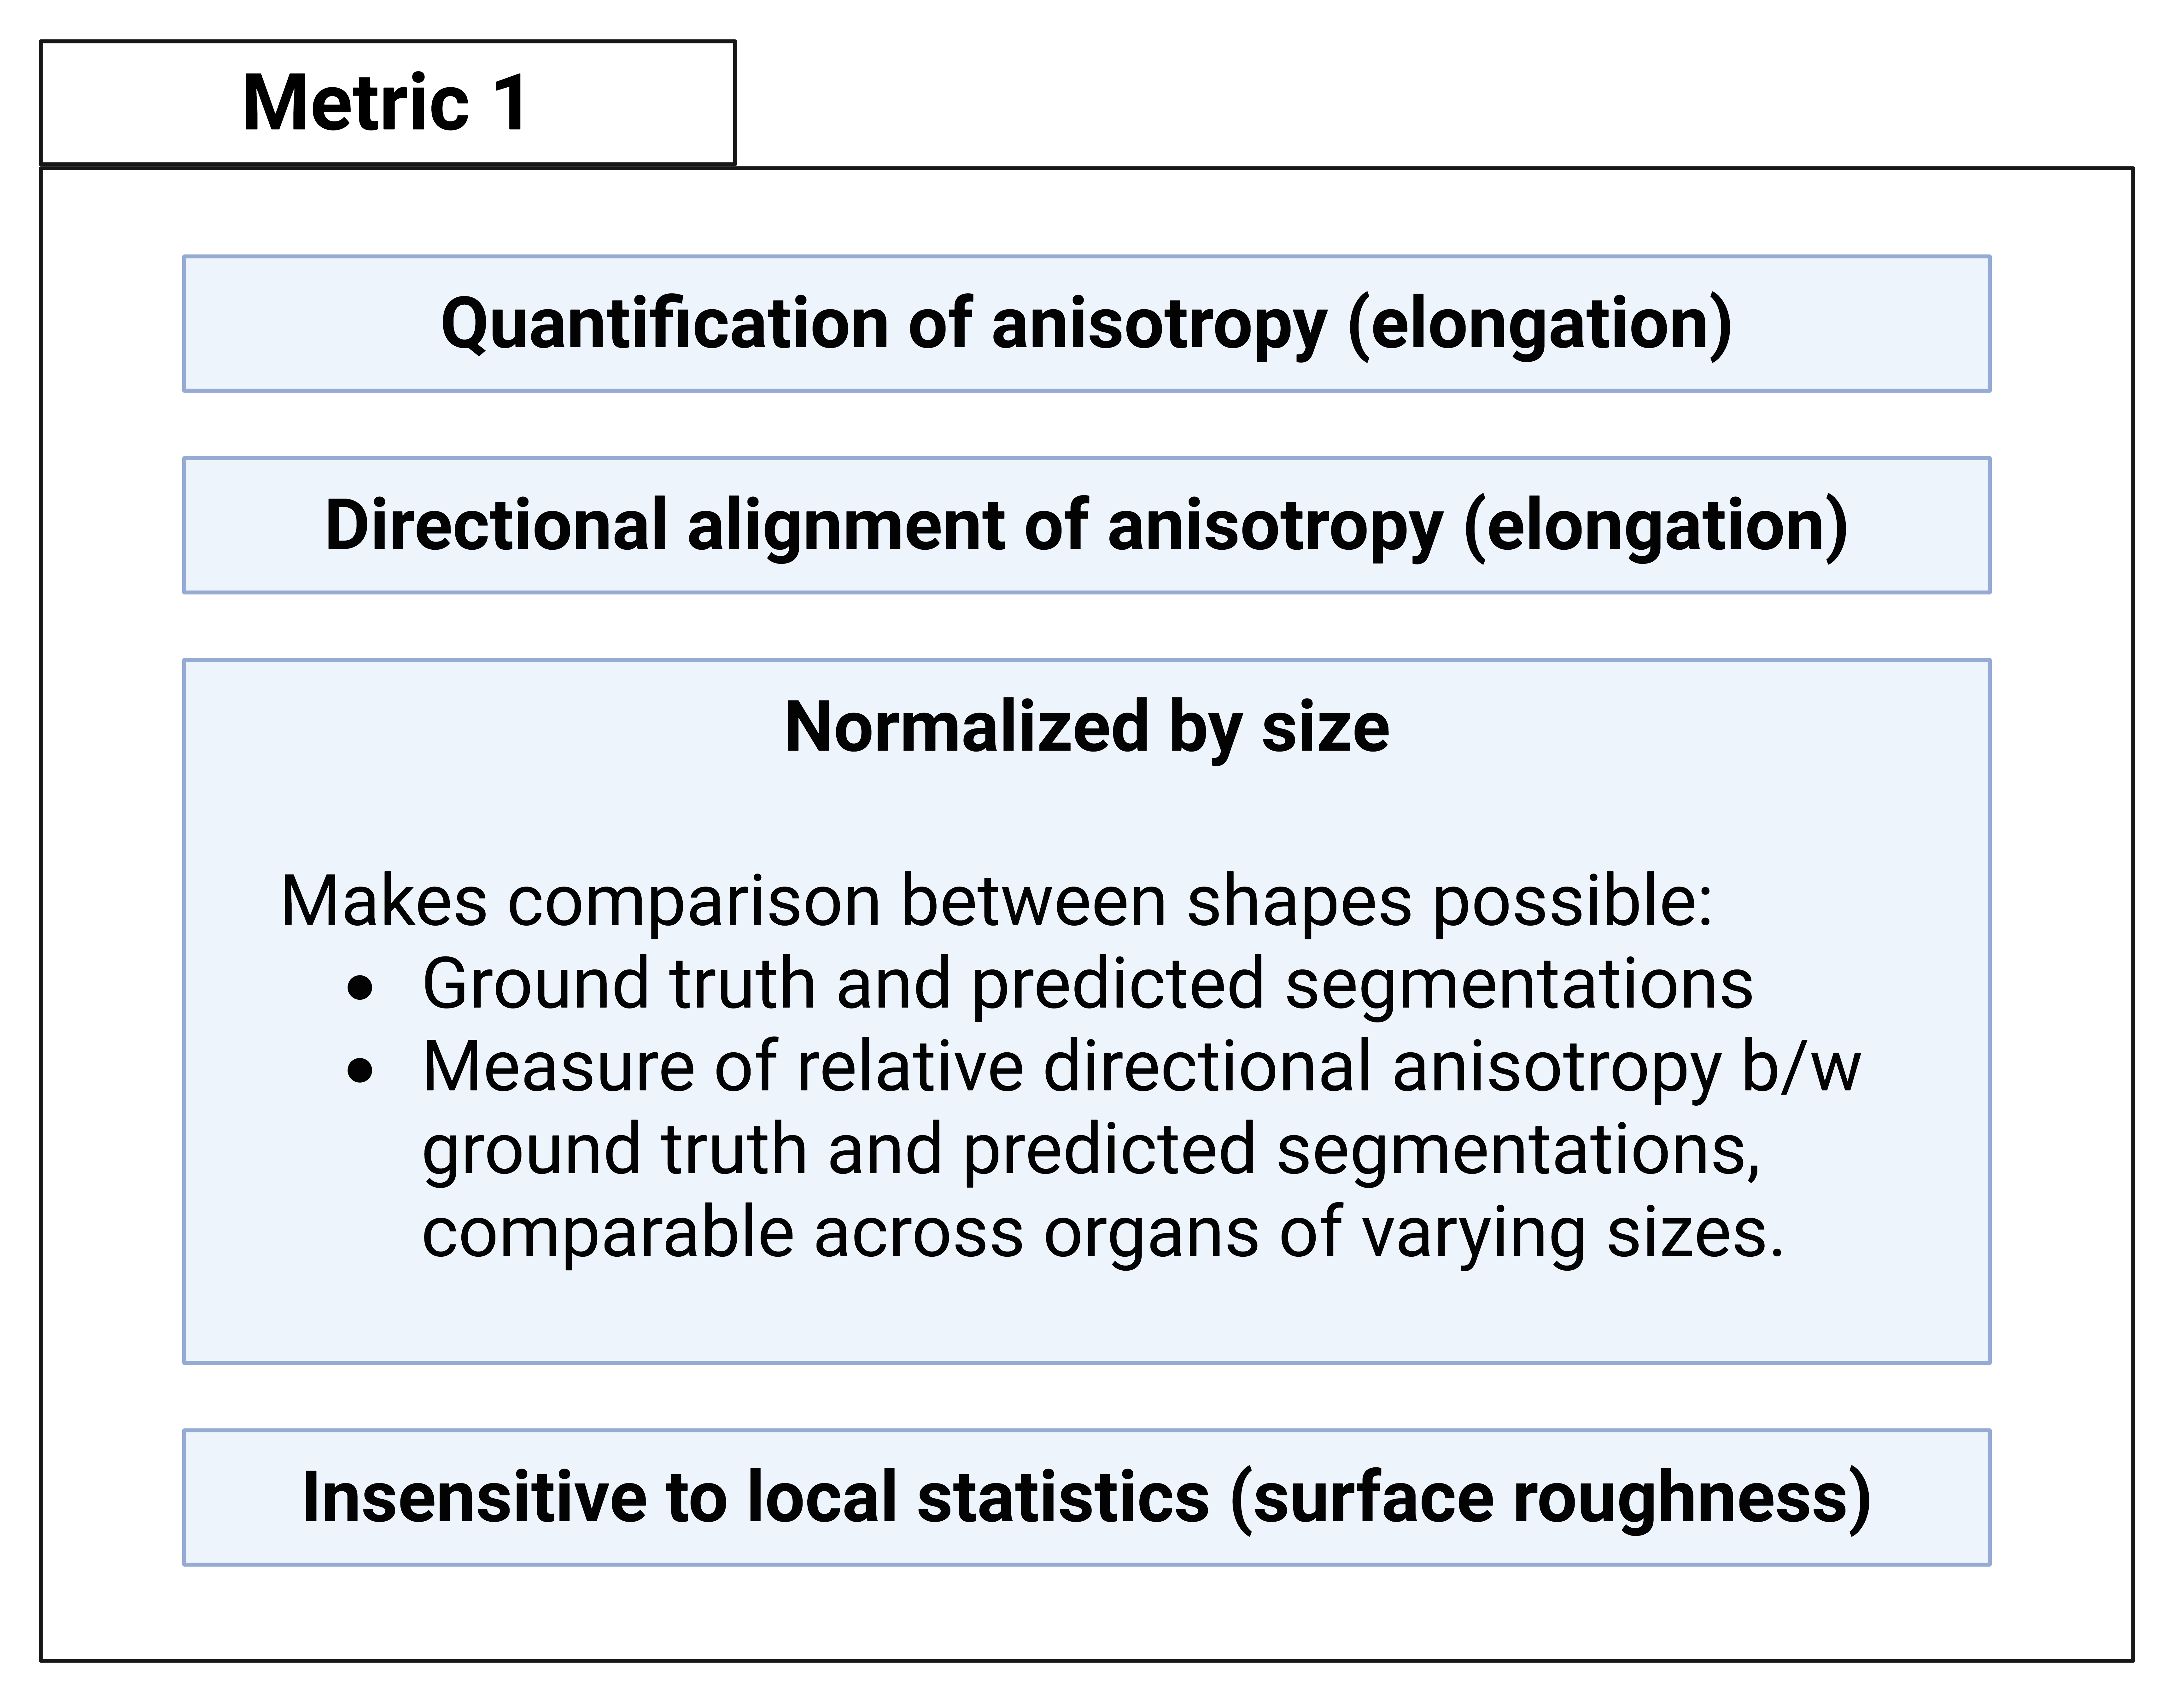 Metric 1
Quantification of anisotropy (elongation)
Directional alignment of anisotropy (elongation)
Normalized by size
Makes comparison between shapes possible:
● Ground truth and predicted segmentations
● Measure of relative directional anisotropy b/w
ground truth and predicted segmentations,
comparable across organs of varying sizes.
Insensitive to local statistics (surface roughness)